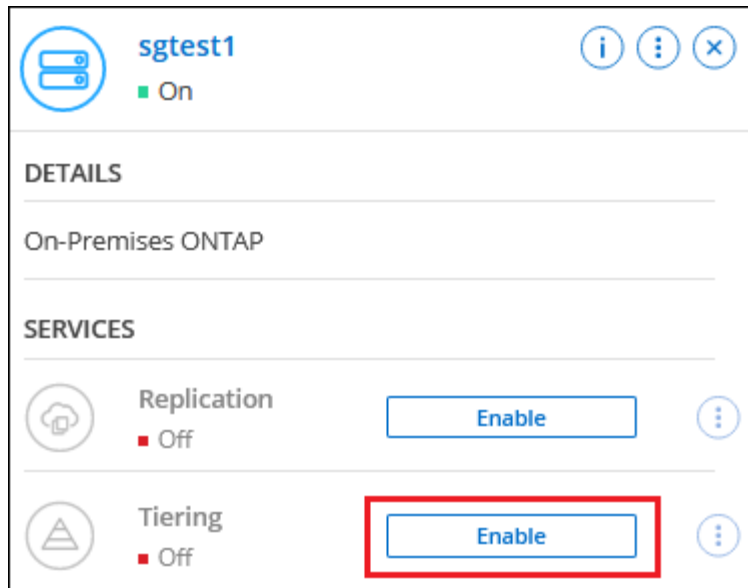 sgtest1
On
DETAILS
On-Premises ONTAP
SERVICES
Replication
Enable
Off
Tiering
Enable
Off